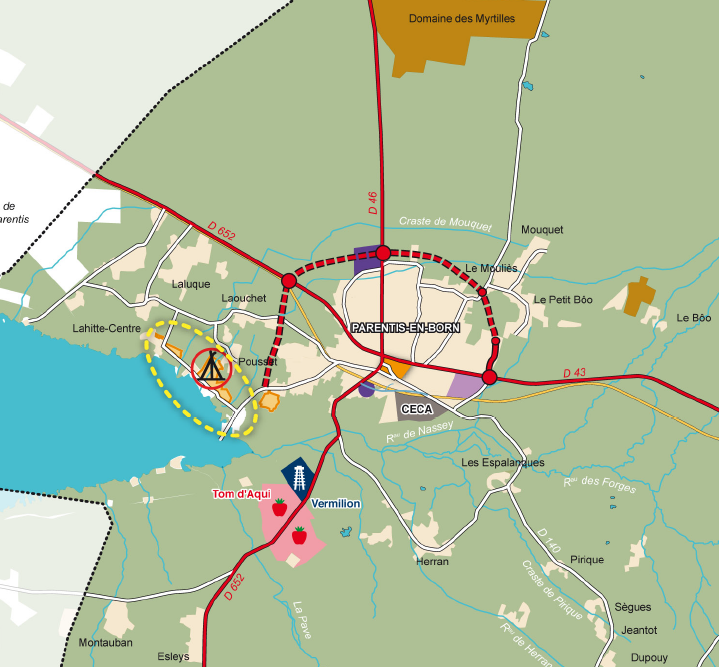 Domaine des Myrtilles
de
arentis
D 46
D 652
Craste de Mouquet
Mouquet
Le Mouliès
Laluque
Laouchet
Le Petit Bôo
Le Bôo
Lahitte-Centre
PARENTIS-EN-BORN
Pousset
D 43
CECA
Rau de Nassey
Les Espalanques
Rau des Forges
Tom d'Aqui
Vermilion
D 140
Herran
Pirique
Craste de Pirique
D 652
La Pave
Ségues
Jeantot
Rau de Herran
Montauban
Esleys
Dupouy